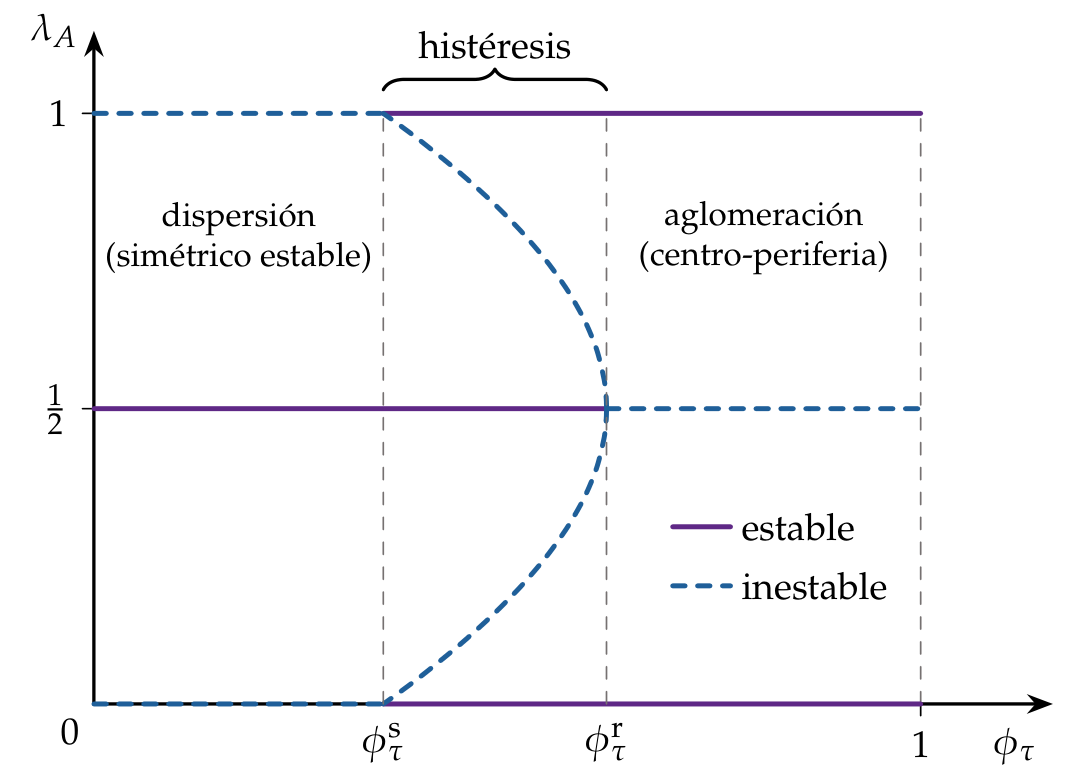 λ_A
histéresis
1
dispersión
(simétrico estable)
aglomeración
(centro-periferia)
1/2
estable
inestable
0
ϕ_τ^s
ϕ_τ^r
1
ϕ_τ